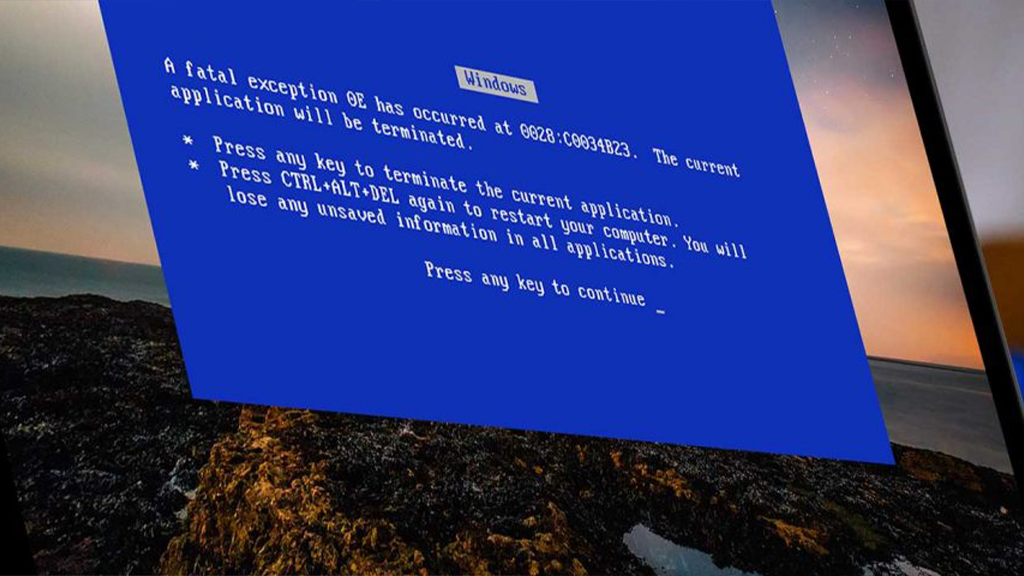 Windows
A fatal exception 0E has occurred at 0028:C0034B23. The current
application will be terminated.
* Press any key to terminate the current application.
* Press CTRL+ALT+DEL again to restart your computer. You will
lose any unsaved information in all applications.
Press any key to continue _